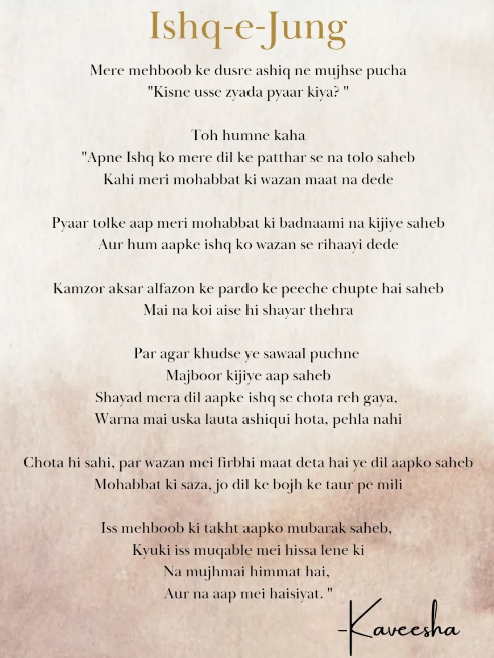 Ishq-e-Jung
Mere mehboob ke dusre ashiq ne mujhse pucha
"Kisne usse zyada pyaar kiya? "
Toh humne kaha
"Apne Ishq ko mere dil ke patthar se na tolo saheb
Kahi meri mohabbat ki wazan maat na dede
Pyaar tolke aap meri mohabbat ki badnaami na kijiye saheb
Aur hum aapke ishq ko wazan se rihaayi dede
Kamzor aksar alfazon ke pardo ke peeche chupte hai saheb
Mai na koi aise hi shayar thehra
Par agar khudse ye sawaal puchne
Majboor kijiye aap saheb
Shayad mera dil aapke ishq se chota reh gaya,
Warna mai uska lauta ashiqui hota, pehla nahi
Chota hi sahi, par wazan mei firbhi maat deta hai ye dil aapko saheb
Mohabbat ki saza, jo dil ke bojh ke taur pe mili
Iss mehboob ki takht aapko mubarak saheb,
Kyuki iss muqable mei hissa lene ki
Na mujhmai himmat hai,
Aur na aap mei haisiyat. "
-Kaveesha